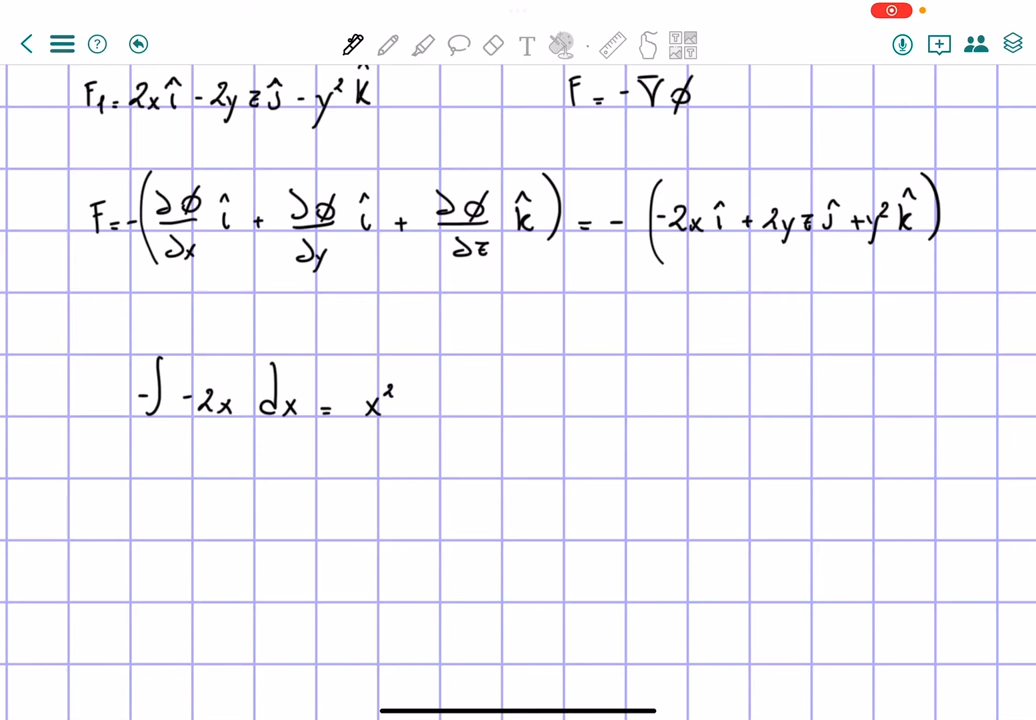 F₁ = 2x î - 2yz ĵ - y² k̂ F = - ∇ϕ
F = -(∂ϕ/∂x î + ∂ϕ/∂y î + ∂ϕ/∂z k̂) = - (-2x î + 2yz ĵ + y² k̂)
-∫ -2x dx = x²